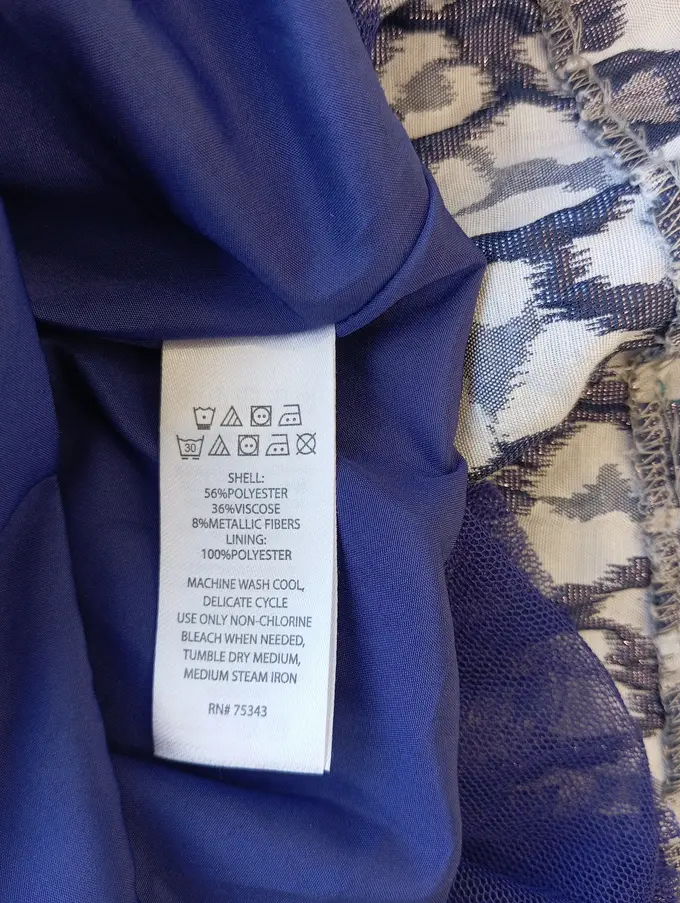 30
SHELL:
56%POLYESTER
36%VISCOSE
8%METALLIC FIBERS
LINING:
100%POLYESTER
MACHINE WASH COOL,
DELICATE CYCLE
USE ONLY NON-CHLORINE
BLEACH WHEN NEEDED,
TUMBLE DRY MEDIUM,
MEDIUM STEAM IRON
RN# 75343